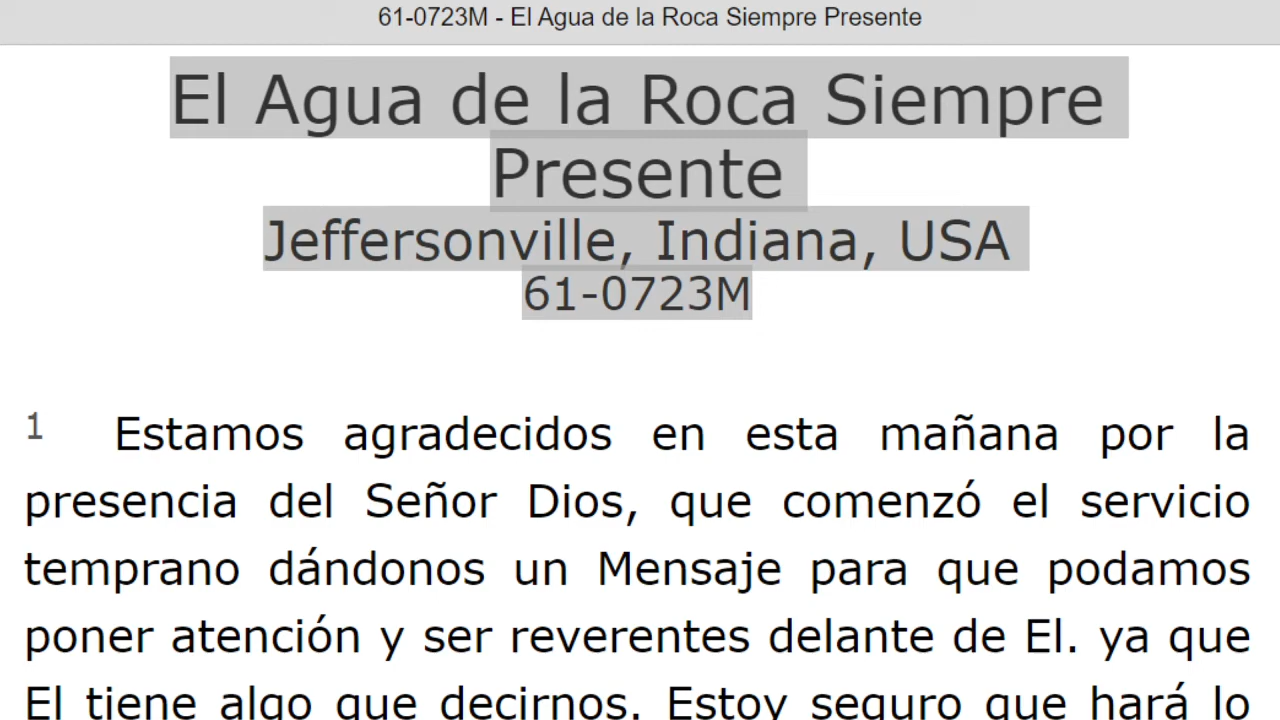 61-0723M - El Agua de la Roca Siempre Presente
El Agua de la Roca Siempre
Presente
Jeffersonville, Indiana, USA
61-0723M
1 Estamos agradecidos en esta mañana por la
presencia del Señor Dios, que comenzó el servicio
temprano dándonos un Mensaje para que podamos
poner atención y ser reverentes delante de El. ya que
El tiene algo que decirnos. Estoy seguro que hará lo